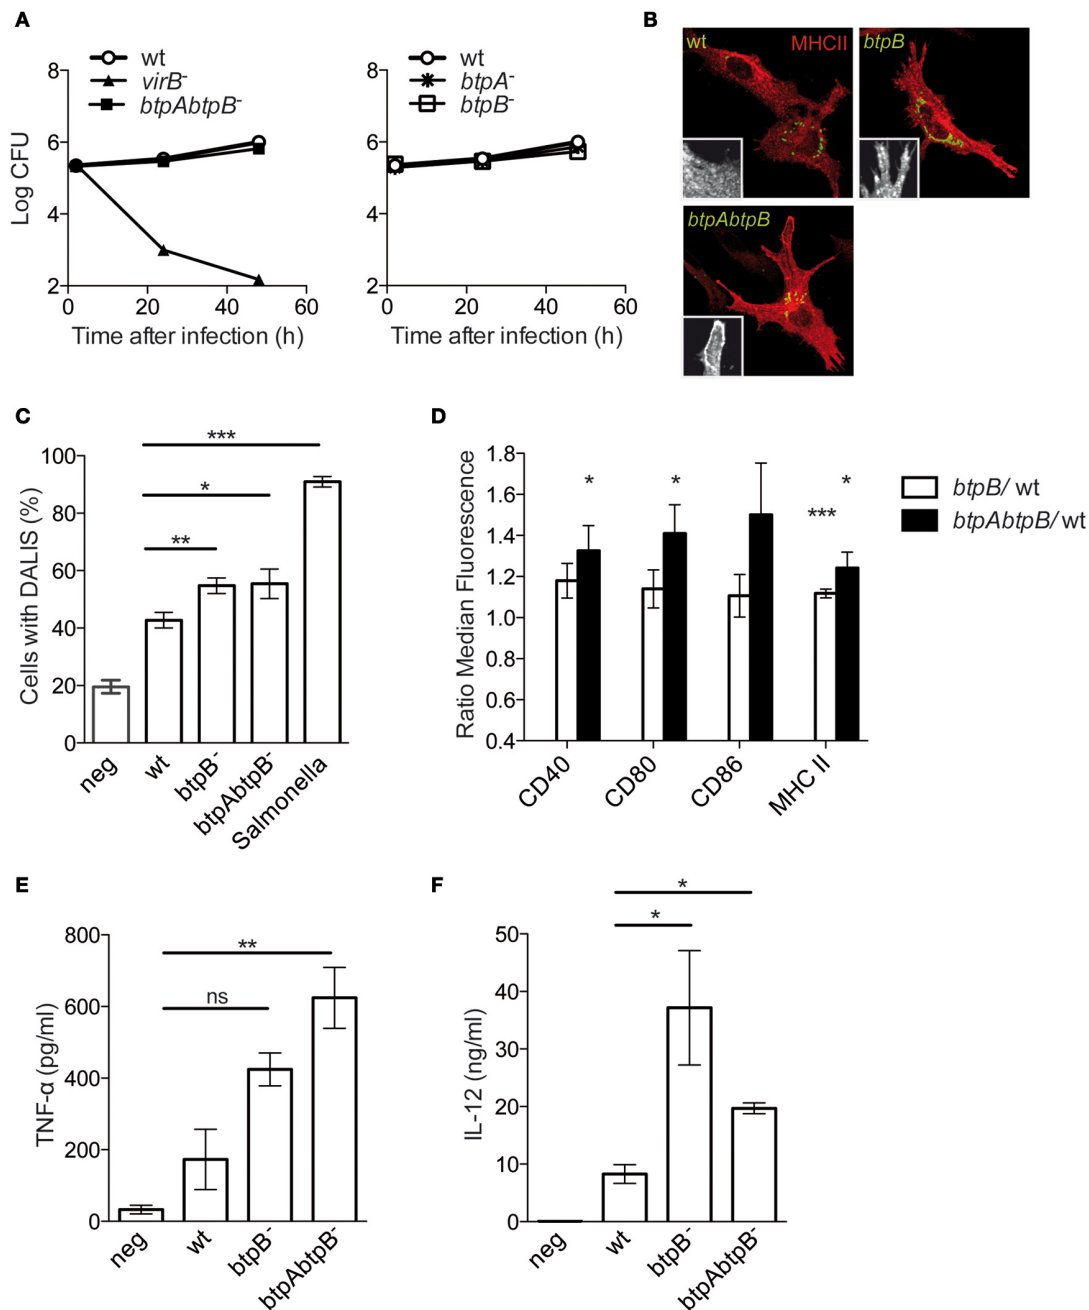 A
wt
virB-
btpAbtpB-
8
6
4
2
0
20
40
60
Log CFU
Time after infection (h)
wt
btpA-
btpB-
8
6
4
2
0
20
40
60
Time after infection (h)
B
wt
MHCII
btpB
btpAbtpB
C
***
*
**
100
80
60
40
20
0
Cells with DALIS (%)
neg
wt
btpB-
btpAbtpB-
Salmonella
D
1.8
1.6
1.4
1.2
1.0
0.8
0.6
0.4
Ratio Median Fluorescence
*
*
*
***
CD40
CD80
CD86
MHC II
btpB/ wt
btpAbtpB/ wt
E
800
600
400
200
0
TNF-α (pg/ml)
**
ns
neg
wt
btpB-
btpAbtpB-
F
*
*
50
40
30
20
10
0
IL-12 (ng/ml)
neg
wt
btpB-
btpAbtpB-